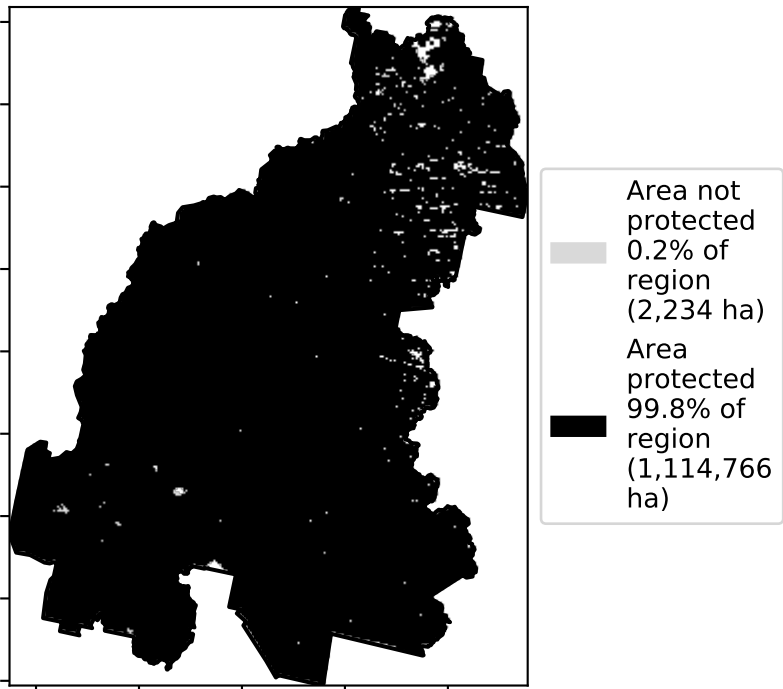 Area not
protected
0.2% of
region
(2,234 ha)
Area
protected
99.8% of
region
(1,114,766
ha)